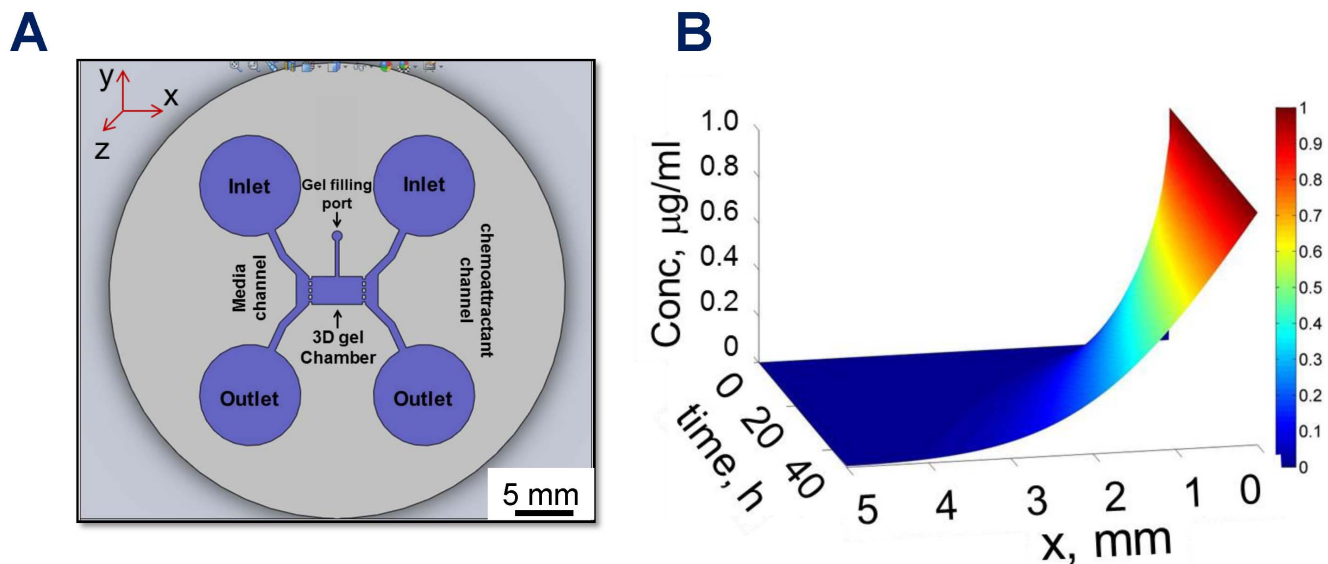 A
B
y
x
z
Inlet
Gel filling
port
Inlet
Media
channel
chemoattractant
channel
3D gel
Chamber
Outlet
Outlet
5 mm
Conc, μg/ml
1.0
0.8
0.6
0.4
0.2
0
0
20
40
time, h
5
4
3
2
1
0
x, mm
1
0.9
0.8
0.7
0.6
0.5
0.4
0.3
0.2
0.1
0